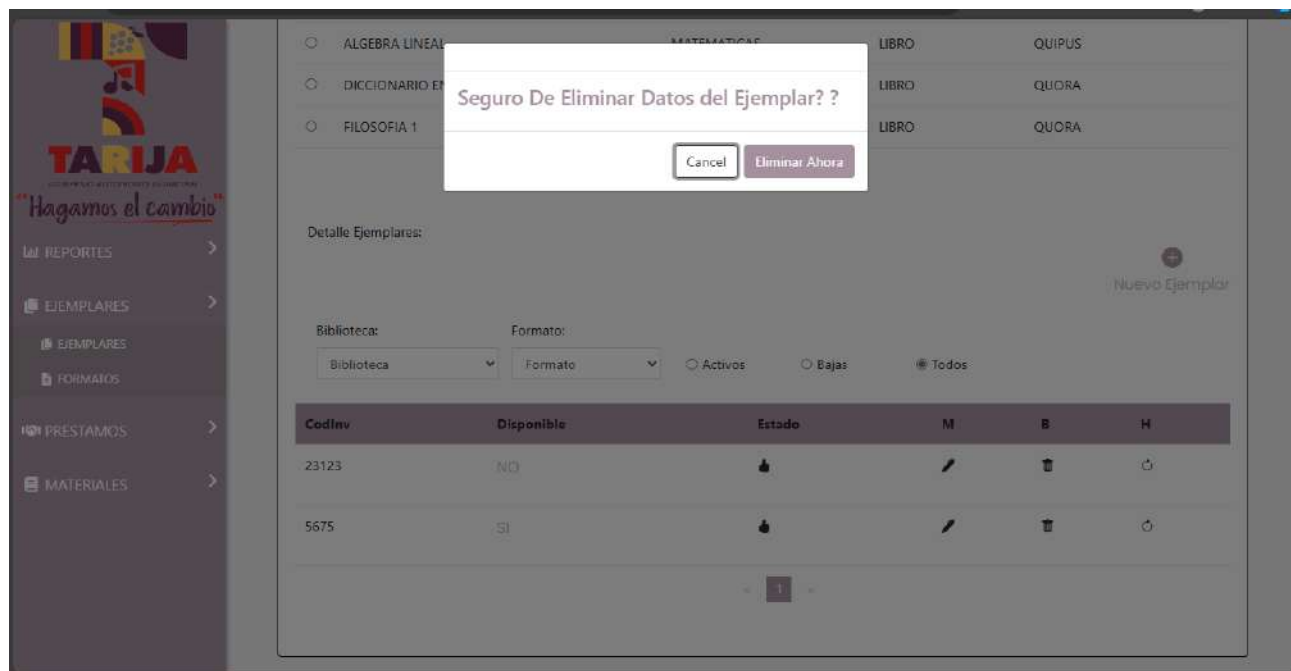 TARIJA
"Hagamos el cambio"
REPORTES
EJEMPLARES
EJEMPLARES
FORMATOS
PRESTAMOS
MATERIALES
ALGEBRA LINEAL MATEMATICAS LIBRO QUIPUS
DICCIONARIO LIBRO QUORA
FILOSOFIA 1 LIBRO QUORA
Seguro De Eliminar Datos del Ejemplar? ?
Cancel Eliminar Ahora
Detalle Ejemplares:
Nuevo Ejemplar
Biblioteca: Formato:
Biblioteca Formato Activos Bajas Todos
CodInv Disponible Estado M B H
23123 NO
5675 SI
« 1 »